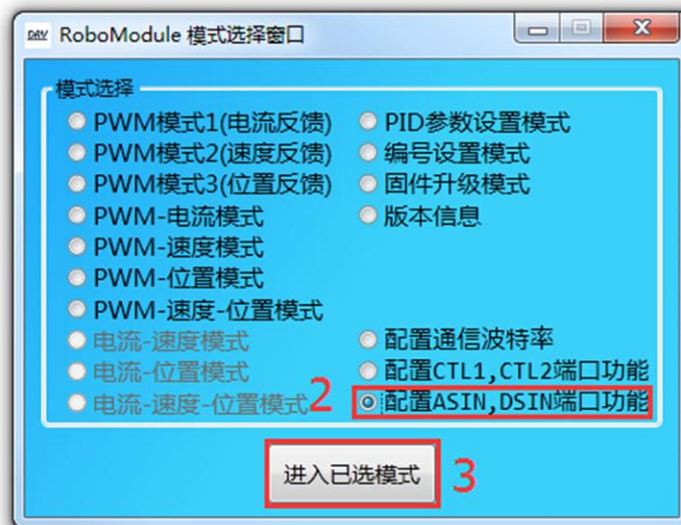 DRV RoboModule 模式选择窗口
模式选择
PWM模式1(电流反馈)
PWM模式2(速度反馈)
PWM模式3(位置反馈)
PWM-电流模式
PWM-速度模式
PWM-位置模式
PWM-速度-位置模式
电流-速度模式
电流-位置模式
电流-速度-位置模式
PID参数设置模式
编号设置模式
固件升级模式
版本信息
配置通信波特率
配置CTL1,CTL2端口功能
2 配置ASIN,DSIN端口功能
进入已选模式 3